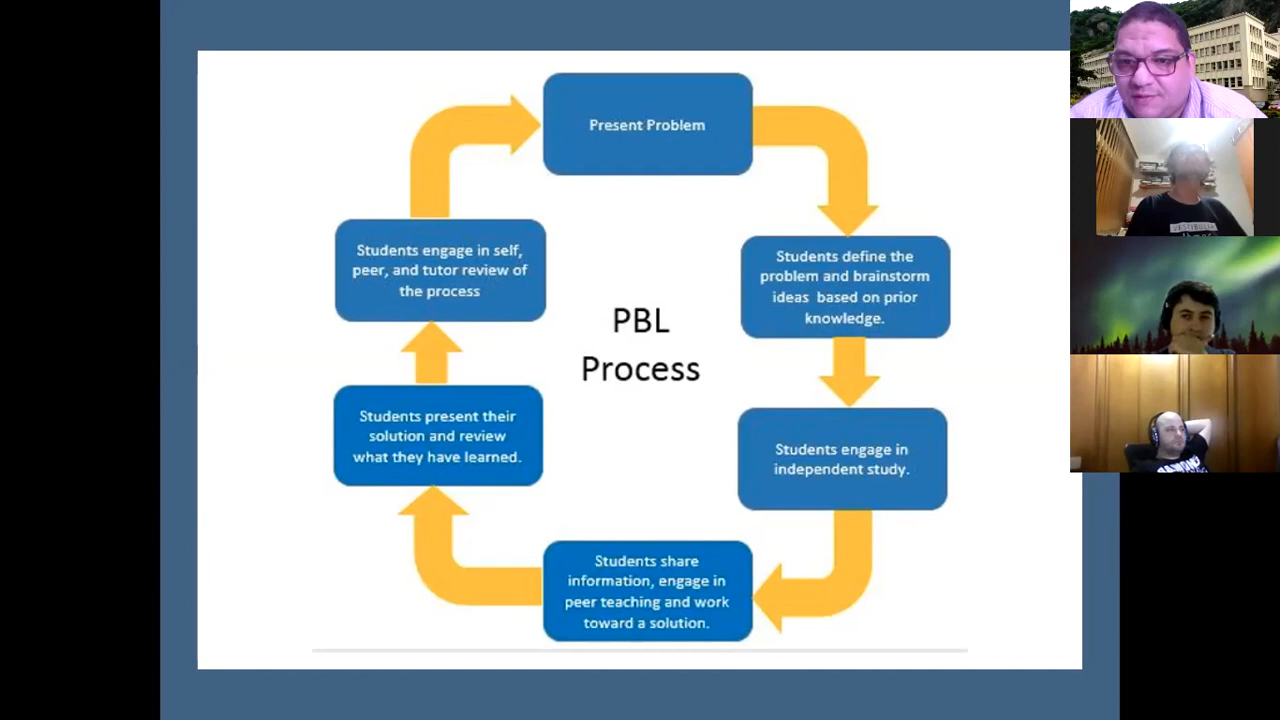 Present Problem
Students define the
problem and brainstorm
ideas based on prior
knowledge.
Students engage in
independent study.
Students share
information, engage in
peer teaching and work
toward a solution.
Students present their
solution and review
what they have learned.
Students engage in self,
peer, and tutor review of
the process
PBL
Process